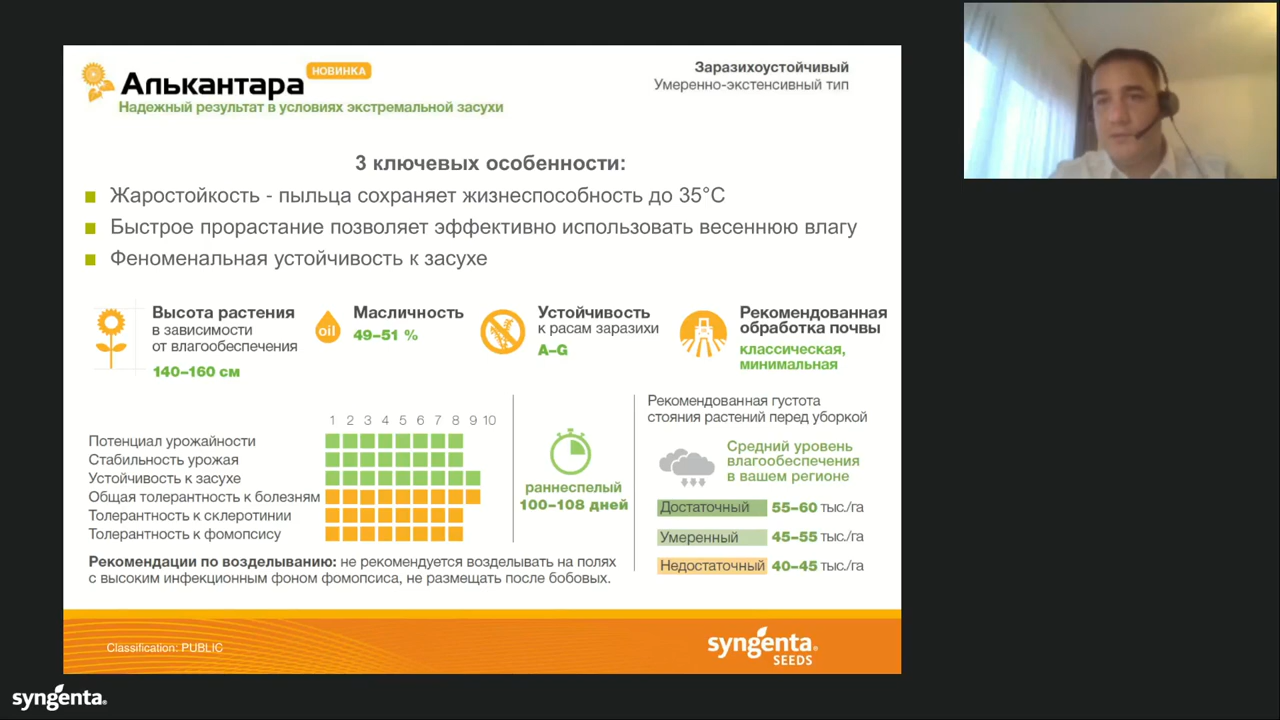 Алькантара
НОВИНКА
Надежный результат в условиях экстремальной засухи
Заразихоустойчивый
Умеренно-экстенсивный тип
3 ключевых особенности:
Жаростойкость - пыльца сохраняет жизнеспособность до 35°C
Быстрое прорастание позволяет эффективно использовать весеннюю влагу
Феноменальная устойчивость к засухе
Высота растения
в зависимости
от влагообеспечения
140–160 см
oil
Масличность
49–51 %
Устойчивость
к расам заразихи
A–G
Рекомендованная
обработка почвы
классическая,
минимальная
1 2 3 4 5 6 7 8 9 10
Потенциал урожайности
Стабильность урожая
Устойчивость к засухе
Общая толерантность к болезням
Толерантность к склеротинии
Толерантность к фомопсису
раннеспелый
100–108 дней
Рекомендованная густота
стояния растений перед уборкой
Средний уровень
влагообеспечения
в вашем регионе
Достаточный 55–60 тыс./га
Умеренный 45–55 тыс./га
Недостаточный 40–45 тыс./га
Рекомендации по возделыванию: не рекомендуется возделывать на полях
с высоким инфекционным фоном фомопсиса, не размещать после бобовых.
Classification: PUBLIC
syngenta
SEEDS
syngenta